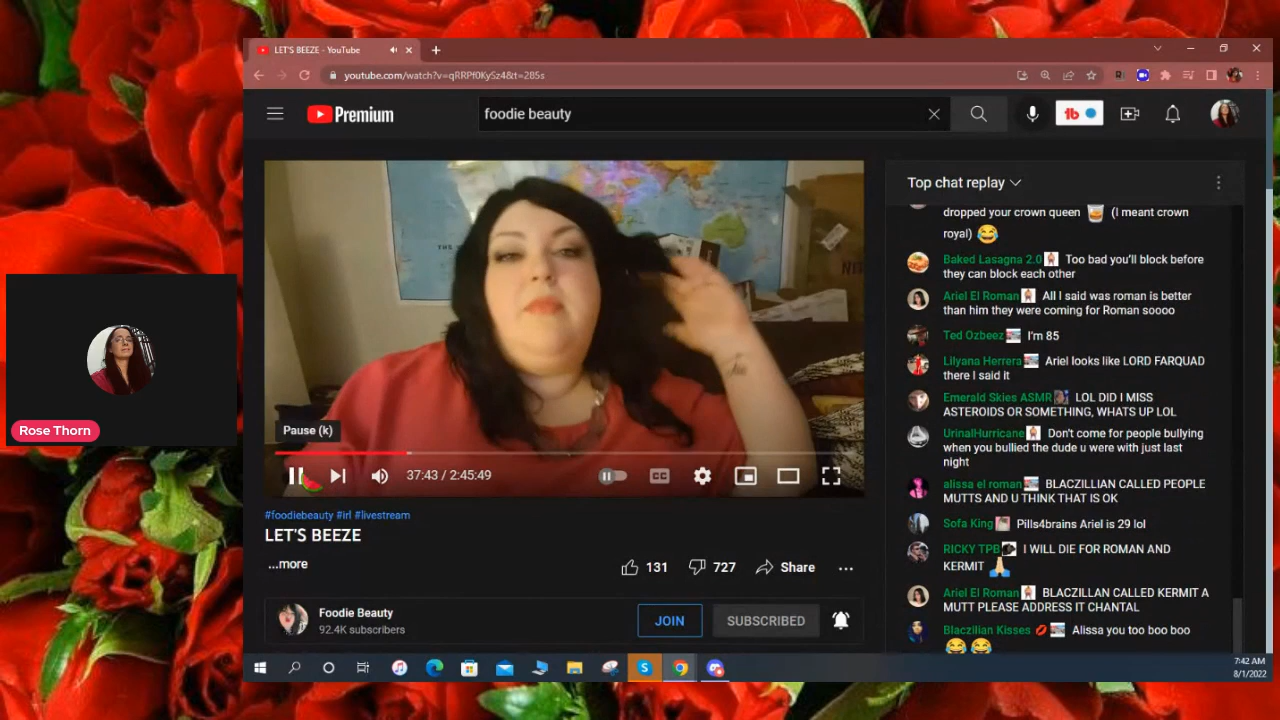 LET'S BEEZE - YouTube
youtube.com/watch?v=qRRPf0KySz4&t=285s
Premium
foodie beauty
Top chat replay
dropped your crown queen (I meant crown
royal)
Baked Lasagna 2.0 Too bad you'll block before
they can block each other
Ariel El Roman All I said was roman is better
than him they were coming for Roman soooo
Ted Ozbeez I'm 85
Lilyana Herrera Ariel looks like LORD FARQUAD
there I said it
Emerald Skies ASMR LOL DID I MISS
ASTEROIDS OR SOMETHING, WHATS UP LOL
UrinalHurricane Don't come for people bullying
when you bullied the dude u were with just last
night
alissa el roman BLACZILLIAN CALLED PEOPLE
MUTTS AND U THINK THAT IS OK
Sofa King Pills4brains Ariel is 29 lol
RICKY TPB I WILL DIE FOR ROMAN AND
KERMIT
Ariel El Roman BLACZILLAN CALLED KERMIT A
MUTT PLEASE ADDRESS IT CHANTAL
Blaczilian Kisses Alissa you too boo boo
THE
Pause (k)
37:43 / 2:45:49
CC
#foodiebeauty #irl #livestream
LET'S BEEZE
...more
131
727
Share
Foodie Beauty
92.4K subscribers
JOIN
SUBSCRIBED
Rose Thorn
7:42 AM
8/1/2022